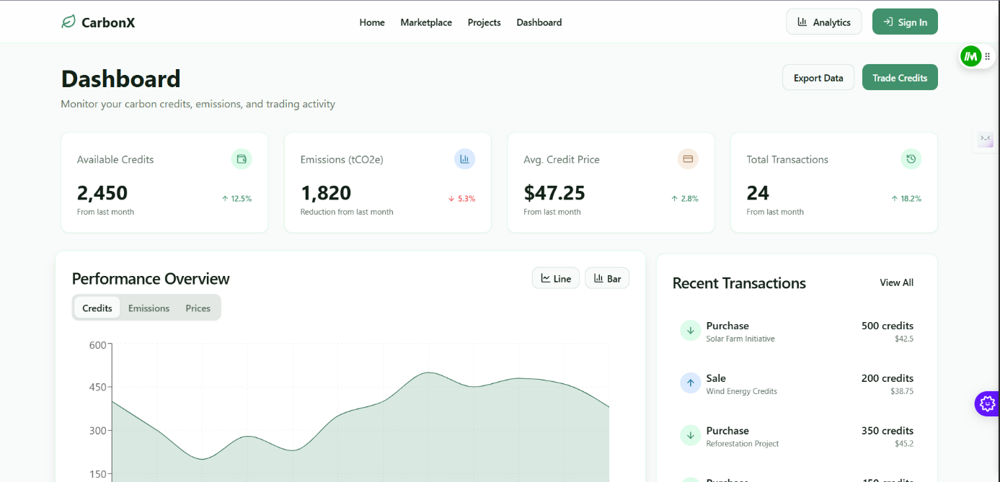 CarbonX
Home Marketplace Projects Dashboard
Analytics
Sign In
Dashboard
Export Data
Trade Credits
Monitor your carbon credits, emissions, and trading activity
Available Credits
2,450
12.5%
From last month
Emissions (tCO2e)
1,820
5.3%
Reduction from last month
Avg. Credit Price
$47.25
2.8%
From last month
Total Transactions
24
18.2%
From last month
Performance Overview
Line
Bar
Credits Emissions Prices
600
450
300
150
Recent Transactions
View All
Purchase 500 credits
Solar Farm Initiative $42.5
Sale 200 credits
Wind Energy Credits $38.75
Purchase 350 credits
Reforestation Project $45.2
Purchase 150 credits